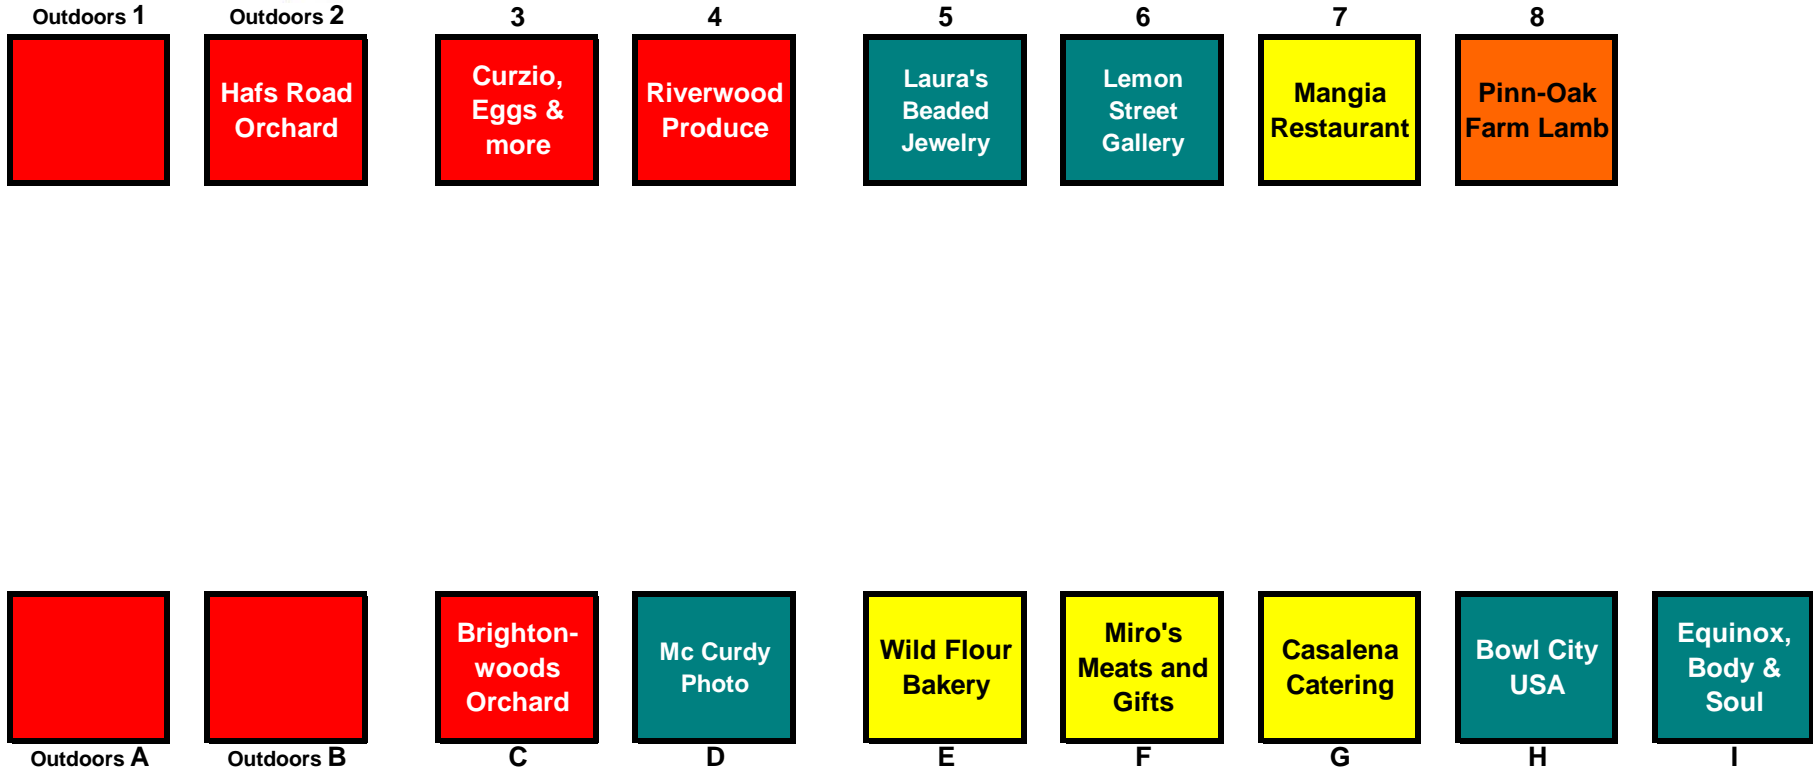 Outdoors 1 Outdoors 2 3 4 5 6 7 8
Hafs Road
Orchard
Curzio,
Eggs &
more
Riverwood
Produce
Laura's
Beaded
Jewelry
Lemon
Street
Gallery
Mangia
Restaurant
Pinn-Oak
Farm Lamb
Brighton-
woods
Orchard
Mc Curdy
Photo
Wild Flour
Bakery
Miro's
Meats and
Gifts
Casalena
Catering
Bowl City
USA
Equinox,
Body &
Soul
Outdoors A Outdoors B C D E F G H I